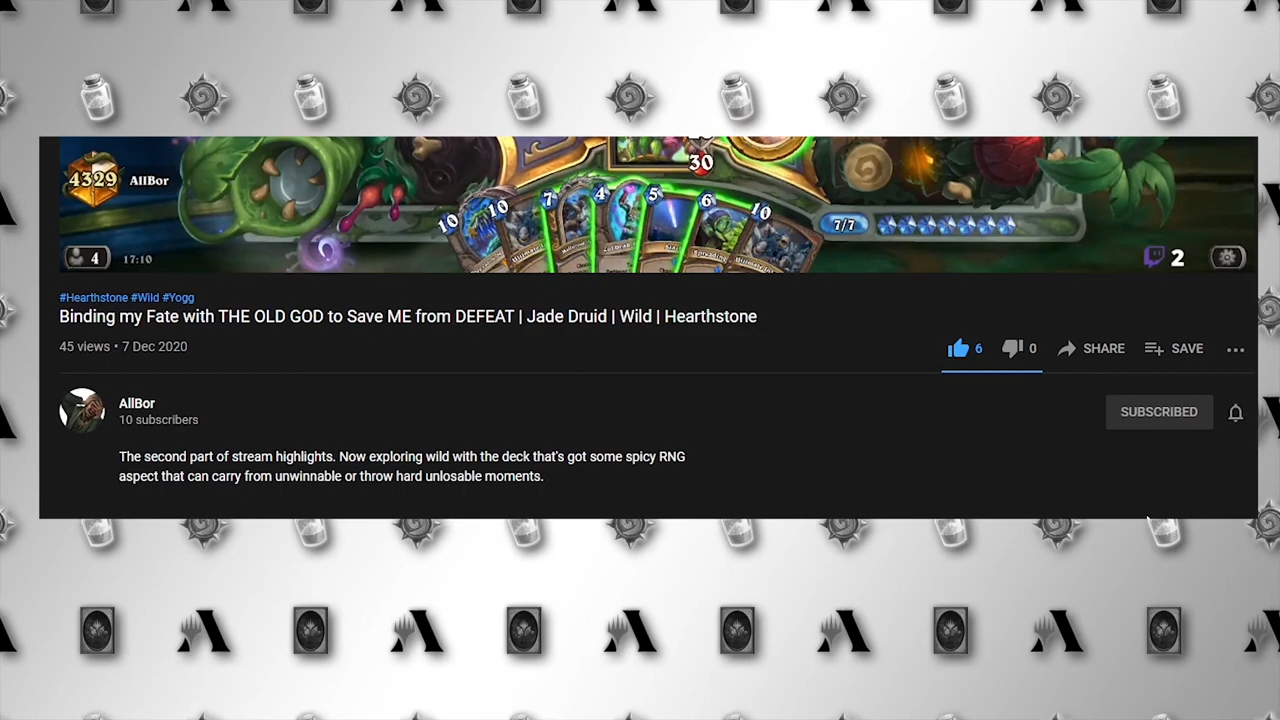 30
4329 AllBor
10 10 7 4 5 6 10
7/7
4 17:10
2
#Hearthstone #Wild #Yogg
Binding my Fate with THE OLD GOD to Save ME from DEFEAT | Jade Druid | Wild | Hearthstone
45 views • 7 Dec 2020
6 0 SHARE SAVE
AllBor
10 subscribers
SUBSCRIBED
The second part of stream highlights. Now exploring wild with the deck that's got some spicy RNG
aspect that can carry from unwinnable or throw hard unlosable moments.